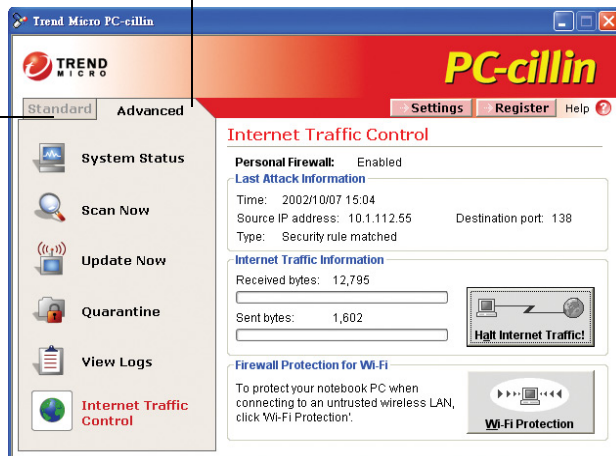 Trend Micro PC-cillin
TREND
MICRO
PC-cillin
Standard
Advanced
Settings
Register
Help
System Status
Scan Now
Update Now
Quarantine
View Logs
Internet Traffic
Control
Internet Traffic Control
Personal Firewall: Enabled
Last Attack Information
Time: 2002/10/07 15:04
Source IP address: 10.1.112.55 Destination port: 138
Type: Security rule matched
Internet Traffic Information
Received bytes: 12,795
Sent bytes: 1,602
Halt Internet Traffic!
Firewall Protection for Wi-Fi
To protect your notebook PC when
connecting to an untrusted wireless LAN,
click 'Wi-Fi Protection'.
Wi-Fi Protection